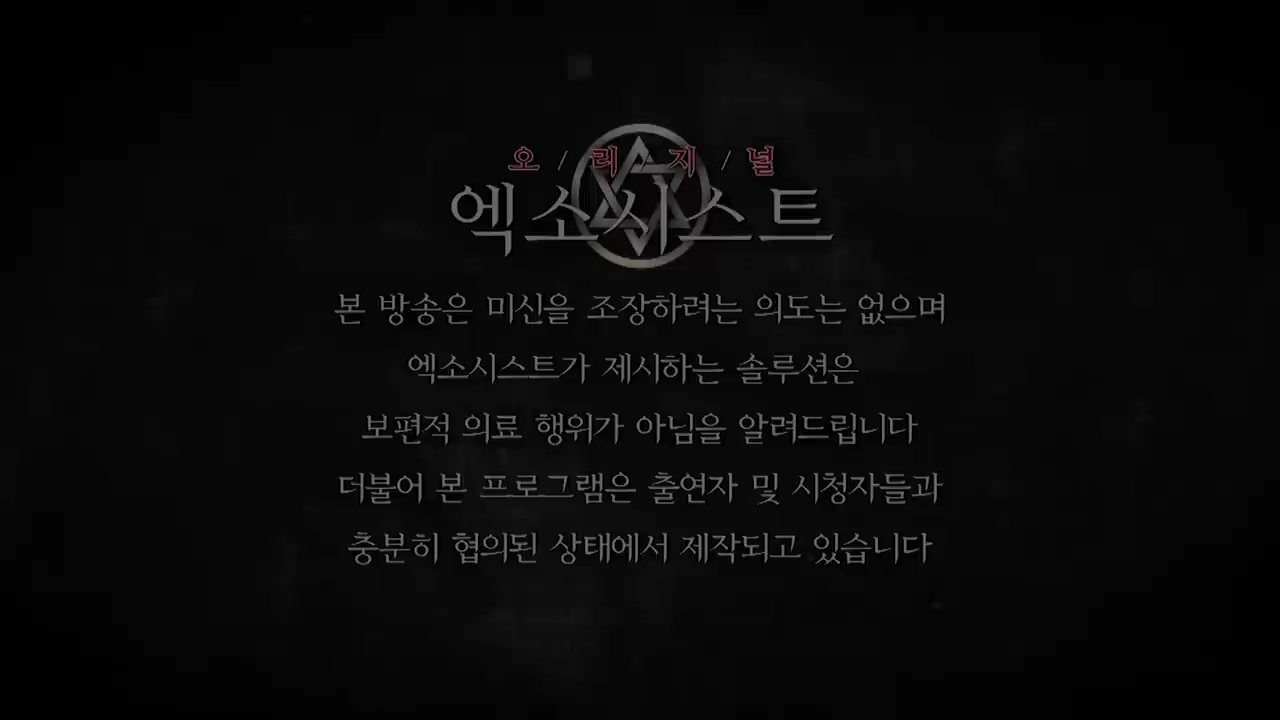 오/리/지/널
엑소시스트
본 방송은 미신을 조장하려는 의도는 없으며
엑소시스트가 제시하는 솔루션은
보편적 의료 행위가 아님을 알려드립니다
더불어 본 프로그램은 출연자 및 시청자들과
충분히 협의된 상태에서 제작되고 있습니다